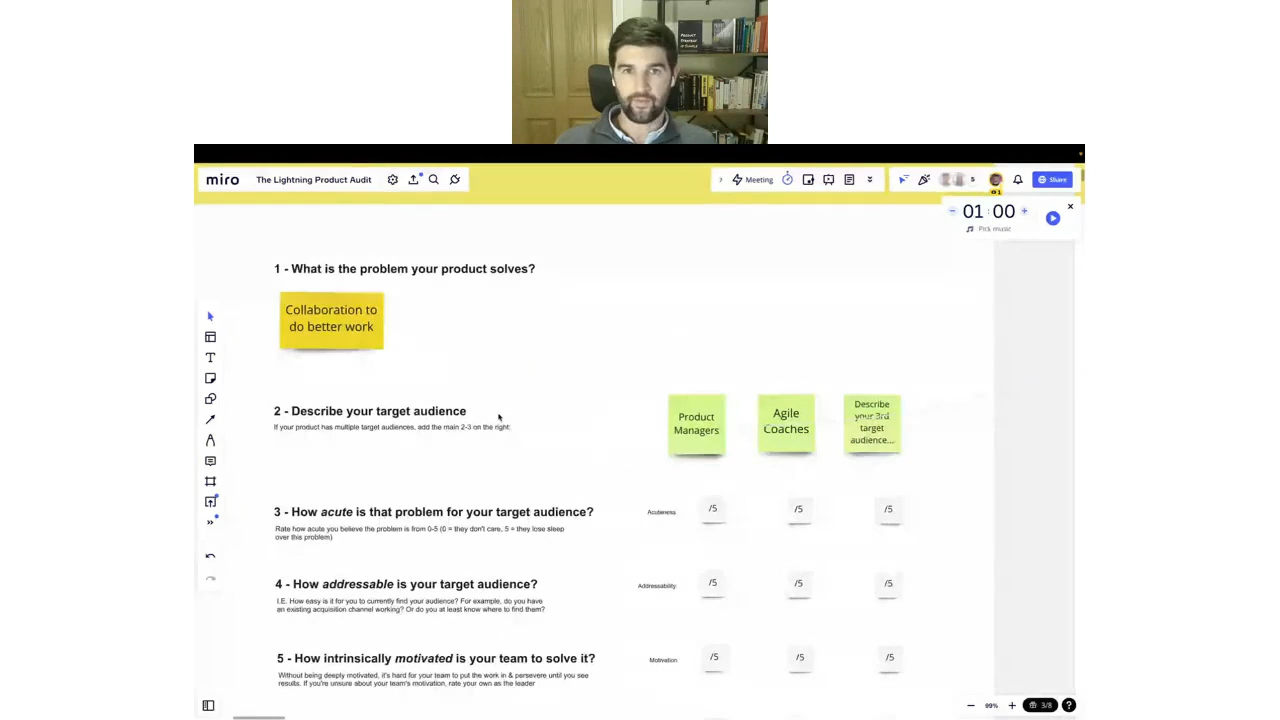 miro
The Lightning Product Audit
Meeting
5
Share
01 : 00
Pick music
1 - What is the problem your product solves?
Collaboration to
do better work
2 - Describe your target audience
If your product has multiple target audiences, add the main 2-3 on the right:
Product
Managers
Agile
Coaches
Describe
your 3rd
target
audience...
3 - How acute is that problem for your target audience?
Rate how acute you believe the problem is from 0-5 (0 = they don't care, 5 = they lose sleep
over this problem)
Acuteness
/5
/5
/5
4 - How addressable is your target audience?
I.E. How easy is it for you to currently find your audience? For example, do you have
an existing acquisition channel working? Or do you at least know where to find them?
Addressability:
/5
/5
/5
5 - How intrinsically motivated is your team to solve it?
Without being deeply motivated, it's hard for your team to put the work in & persevere until you see
results. If you're unsure about your team's motivation, rate your own as the leader
Motivation
/5
/5
/5
99%
3/8